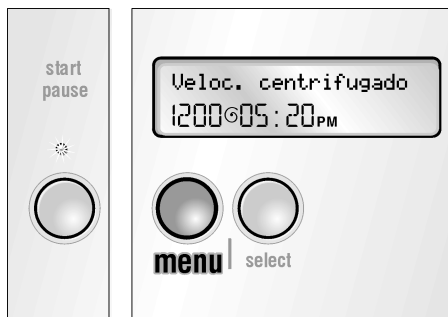 start
pause
Veloc. centrifugado
1200 05:20PM
menu
select